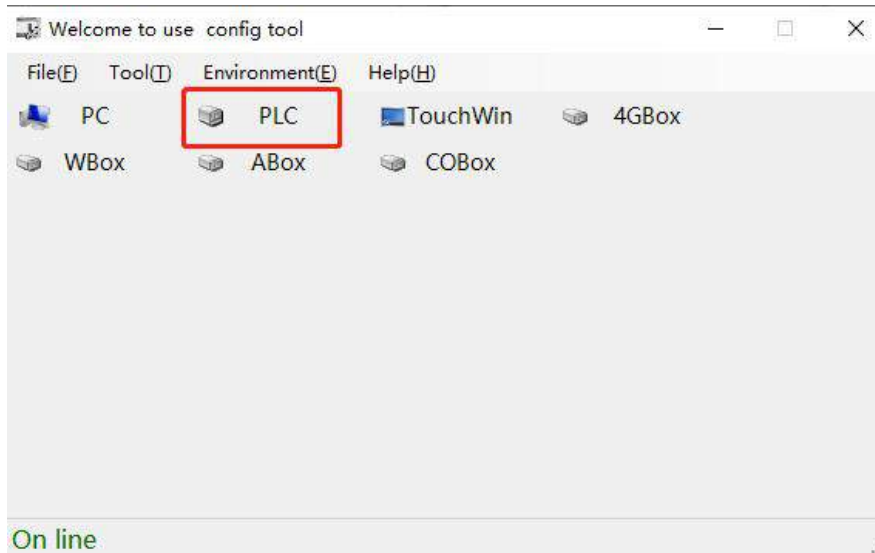 Welcome to use config tool
File(F) Tool(T) Environment(E) Help(H)
PC PLC TouchWin 4GBox
WBox ABox COBox
On line